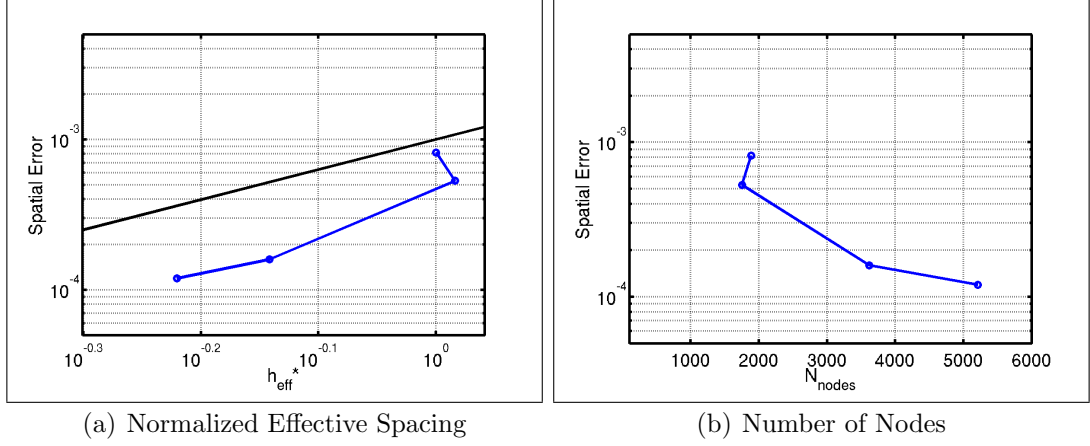 Spatial Error
10^-3
10^-4
10^-0.3
10^-0.2
10^-0.1
10^0
h_eff*
Spatial Error
10^-3
10^-4
1000
2000
3000
4000
5000
6000
N_nodes
(a) Normalized Effective Spacing
(b) Number of Nodes